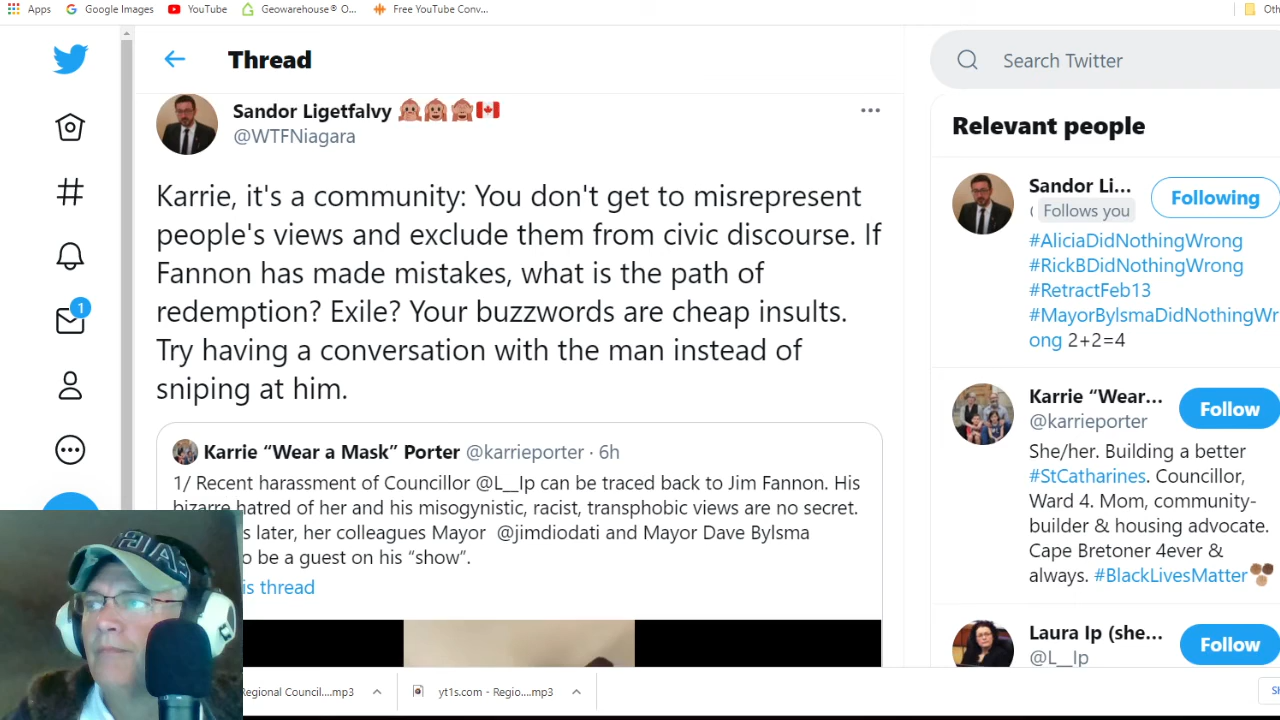 Apps Google Images YouTube Geowarehouse® O... Free YouTube Conv... Oth
Thread
Search Twitter
Sandor Ligetfalvy 🙊🙉🙈🇨🇦
@WTFNiagara
Karrie, it's a community: You don't get to misrepresent
people's views and exclude them from civic discourse. If
Fannon has made mistakes, what is the path of
redemption? Exile? Your buzzwords are cheap insults.
Try having a conversation with the man instead of
sniping at him.
Karrie “Wear a Mask” Porter @karrieporter · 6h
1/ Recent harassment of Councillor @L__Ip can be traced back to Jim Fannon. His
bizarre hatred of her and his misogynistic, racist, transphobic views are no secret.
s later, her colleagues Mayor @jimdiodati and Mayor Dave Bylsma
o be a guest on his “show”.
is thread
1
Relevant people
Sandor Li...
( Follows you
Following
#AliciaDidNothingWrong
#RickBDidNothingWrong
#RetractFeb13
#MayorBylsmaDidNothingWr
ong 2+2=4
Karrie “Wear...
@karrieporter
Follow
She/her. Building a better
#StCatharines. Councillor,
Ward 4. Mom, community-
builder & housing advocate.
Cape Bretoner 4ever &
always. #BlackLivesMatter
Laura Ip (she...
@L__Ip
Follow
Regional Council....mp3
yt1s.com - Regio....mp3